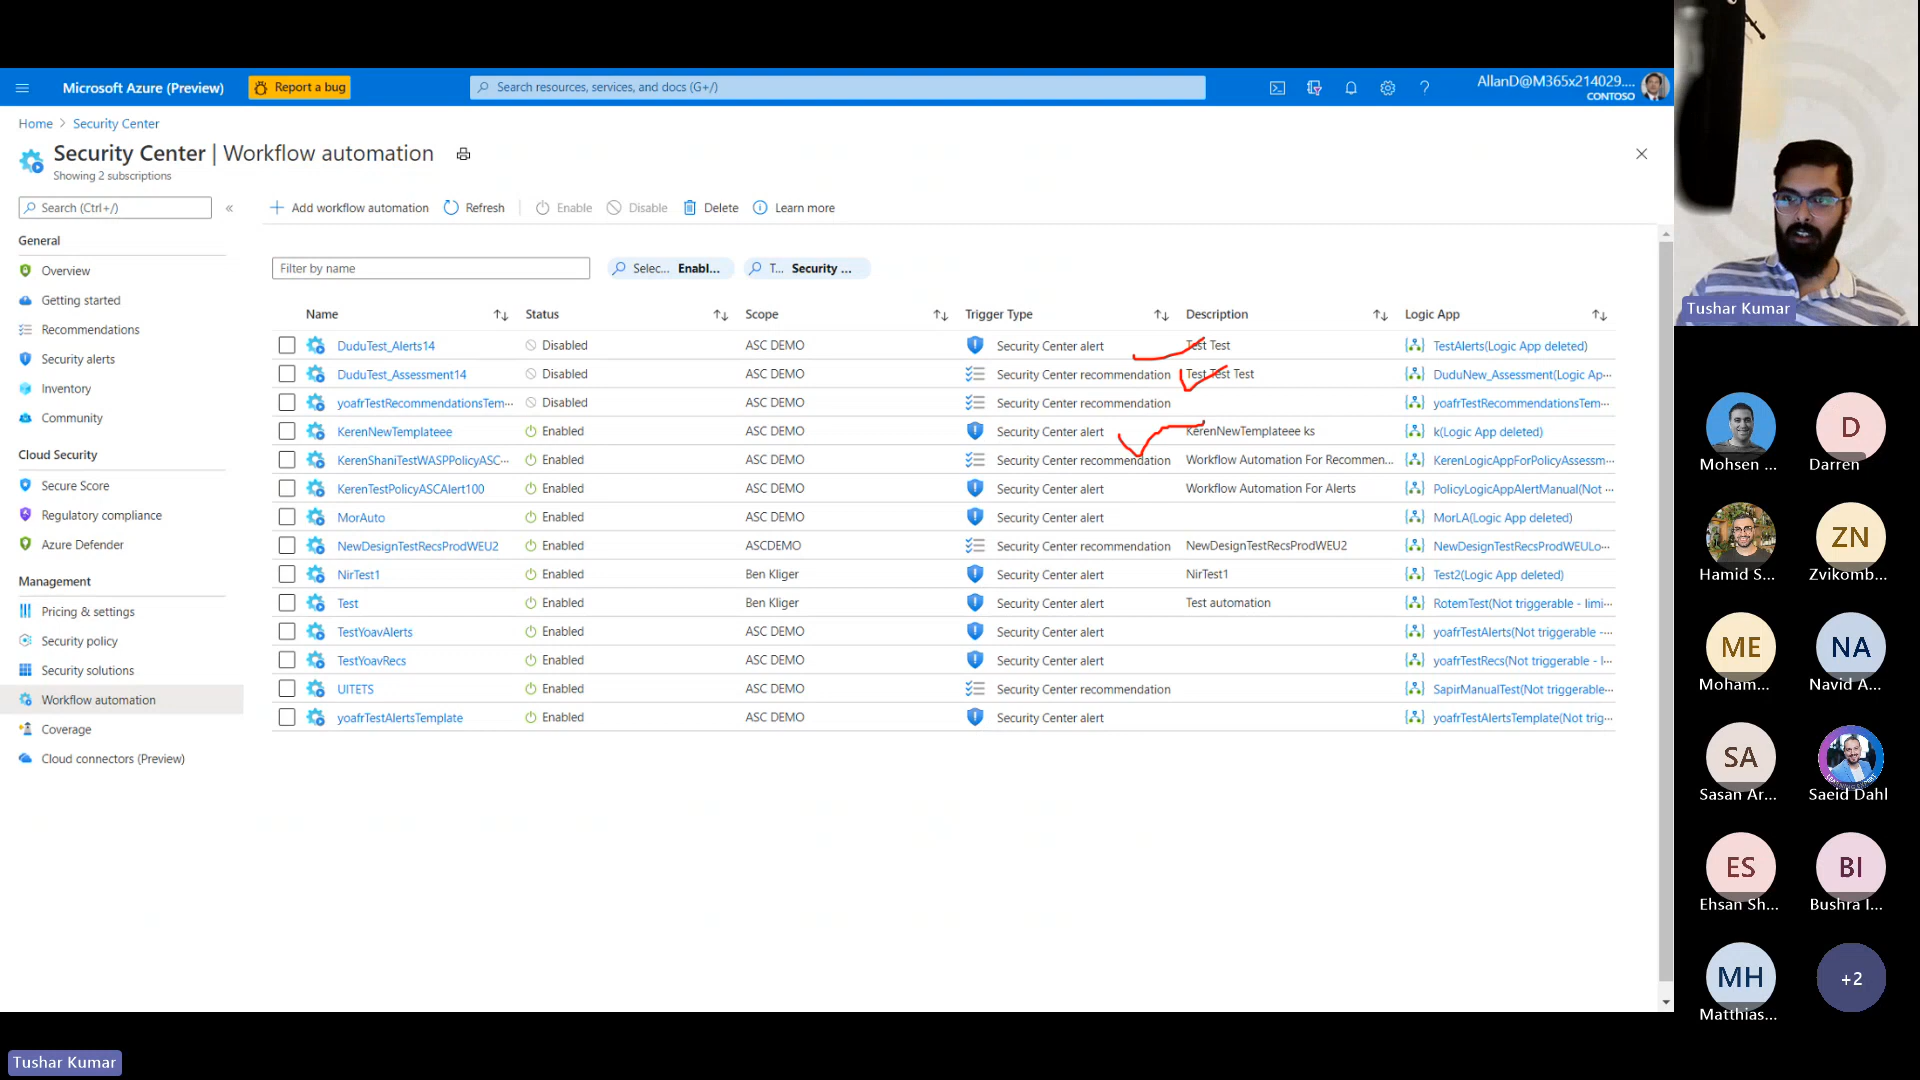 Microsoft Azure (Preview)
Report a bug
Search resources, services, and docs (G+/)
AllanD@M365x214029....
CONTOSO
Home > Security Center
Security Center | Workflow automation
Showing 2 subscriptions
Search (Ctrl+/)
«
Add workflow automation
Refresh
Enable
Disable
Delete
Learn more
General
Overview
Getting started
Recommendations
Security alerts
Inventory
Community
Cloud Security
Secure Score
Regulatory compliance
Azure Defender
Management
Pricing & settings
Security policy
Security solutions
Workflow automation
Coverage
Cloud connectors (Preview)
Filter by name
Selec... Enabl...
T... Security ...
Name Status Scope Trigger Type Description Logic App
DuduTest_Alerts14 Disabled ASC DEMO Security Center alert Test Test TestAlerts(Logic App deleted)
DuduTest_Assessment14 Disabled ASC DEMO Security Center recommendation Test Test Test DuduNew_Assessment(Logic Ap...
yoafrTestRecommendationsTem... Disabled ASC DEMO Security Center recommendation yoafrTestRecommendationsTem...
KerenNewTemplateee Enabled ASC DEMO Security Center alert KerenNewTemplateee ks k(Logic App deleted)
KerenShaniTestWASPPolicyASC... Enabled ASC DEMO Security Center recommendation Workflow Automation For Recommen... KerenLogicAppForPolicyAssessm...
KerenTestPolicyASCAlert100 Enabled ASC DEMO Security Center alert Workflow Automation For Alerts PolicyLogicAppAlertManual(Not ...
MorAuto Enabled ASC DEMO Security Center alert MorLA(Logic App deleted)
NewDesignTestRecsProdWEU2 Enabled ASCDEMO Security Center recommendation NewDesignTestRecsProdWEU2 NewDesignTestRecsProdWEULo...
NirTest1 Enabled Ben Kliger Security Center alert NirTest1 Test2(Logic App deleted)
Test Enabled Ben Kliger Security Center alert Test automation RotemTest(Not triggerable - limi...
TestYoavAlerts Enabled ASC DEMO Security Center alert yoafrTestAlerts(Not triggerable -...
TestYoavRecs Enabled ASC DEMO Security Center alert yoafrTestRecs(Not triggerable - l...
UITETS Enabled ASC DEMO Security Center recommendation SapirManualTest(Not triggerable...
yoafrTestAlertsTemplate Enabled ASC DEMO Security Center alert yoafrTestAlertsTemplate(Not trig...
Tushar Kumar
Mohsen ...
D
Darren
Hamid S...
ZN
Zvikomb...
ME
Moham...
NA
Navid A...
SA
Sasan Ar...
Saeid Dahl
ES
Ehsan Sh...
BI
Bushra I...
MH
Matthias...
+2
Tushar Kumar